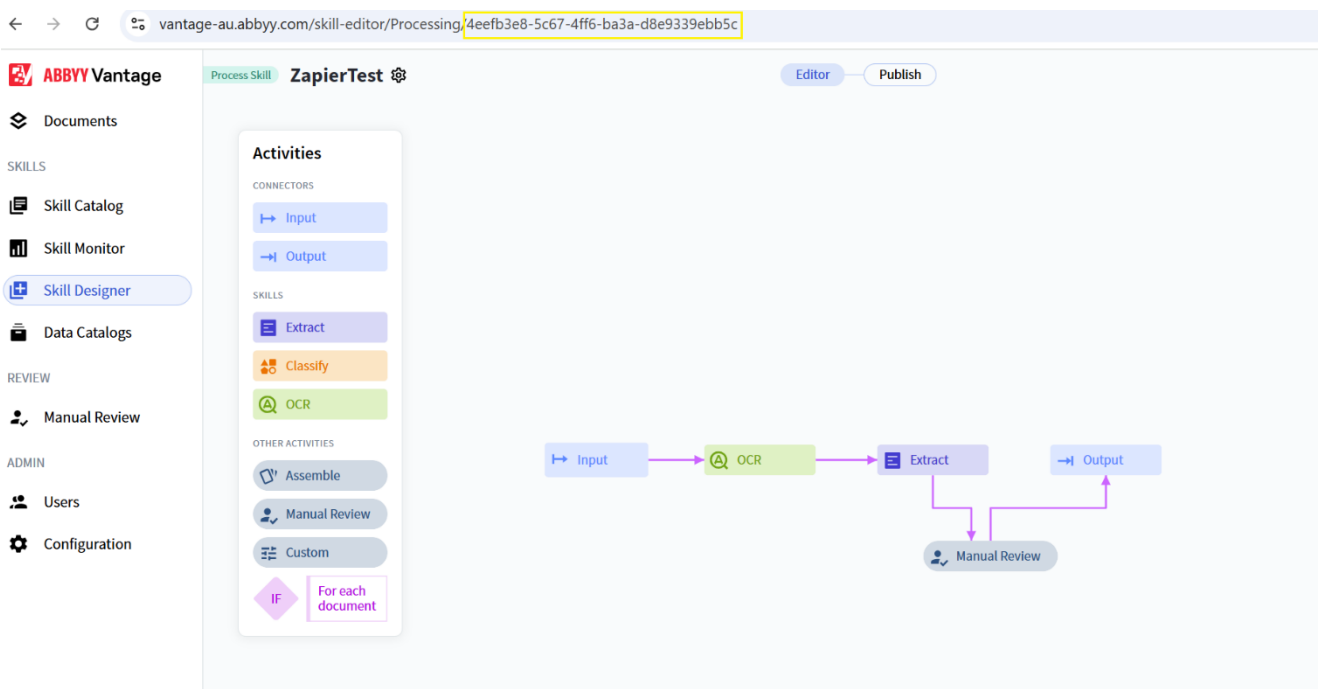 vantage-au.abbyy.com/skill-editor/Processing/4eefb3e8-5c67-4ff6-ba3a-d8e9339ebb5c
ABBYY Vantage
Process Skill
ZapierTest
Editor
Publish
Documents
SKILLS
Skill Catalog
Skill Monitor
Skill Designer
Data Catalogs
REVIEW
Manual Review
ADMIN
Users
Configuration
Activities
CONNECTORS
Input
Output
SKILLS
Extract
Classify
OCR
OTHER ACTIVITIES
Assemble
Manual Review
Custom
IF
For each
document
Input
OCR
Extract
Output
Manual Review